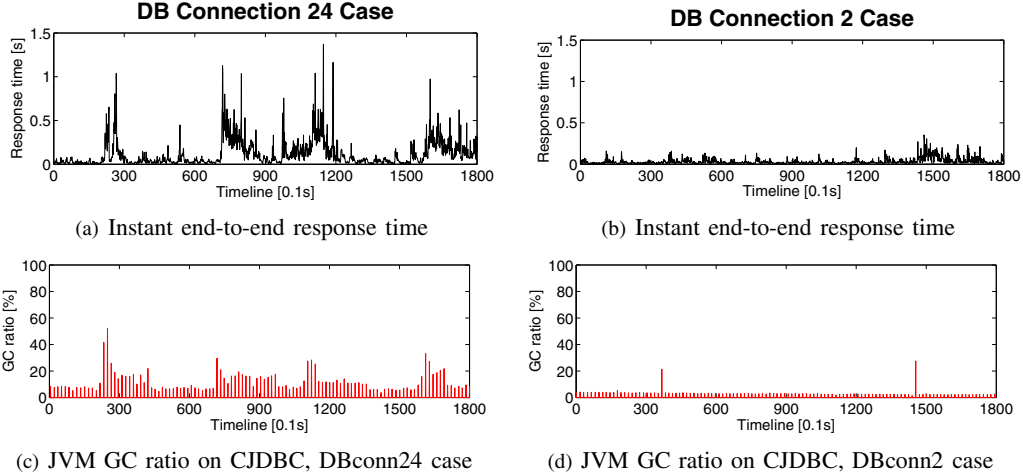 DB Connection 24 Case
DB Connection 2 Case
Response time [s]
1.5
1
0.5
0
0 300 600 900 1200 1500 1800
Timeline [0.1s]
(a) Instant end-to-end response time
Response time [s]
1.5
1
0.5
0
0 300 600 900 1200 1500 1800
Timeline [0.1s]
(b) Instant end-to-end response time
GC ratio [%]
100
80
60
40
20
0
0 300 600 900 1200 1500 1800
Timeline [0.1s]
(c) JVM GC ratio on CJDBC, DBconn24 case
GC ratio [%]
100
80
60
40
20
0
0 300 600 900 1200 1500 1800
Timeline [0.1s]
(d) JVM GC ratio on CJDBC, DBconn2 case